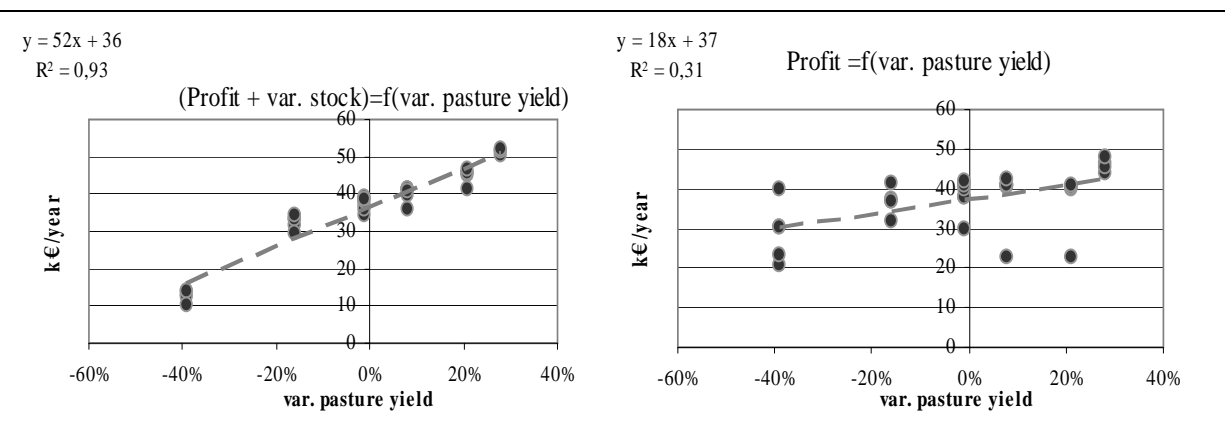 y = 52x + 36
R² = 0,93
(Profit + var. stock)=f(var. pasture yield)
60
50
40
30
20
10
0
k€/year
-60% -40% -20% 0% 20% 40%
var. pasture yield
y = 18x + 37
R² = 0,31
Profit =f(var. pasture yield)
60
50
40
30
20
10
0
k€/year
-60% -40% -20% 0% 20% 40%
var. pasture yield